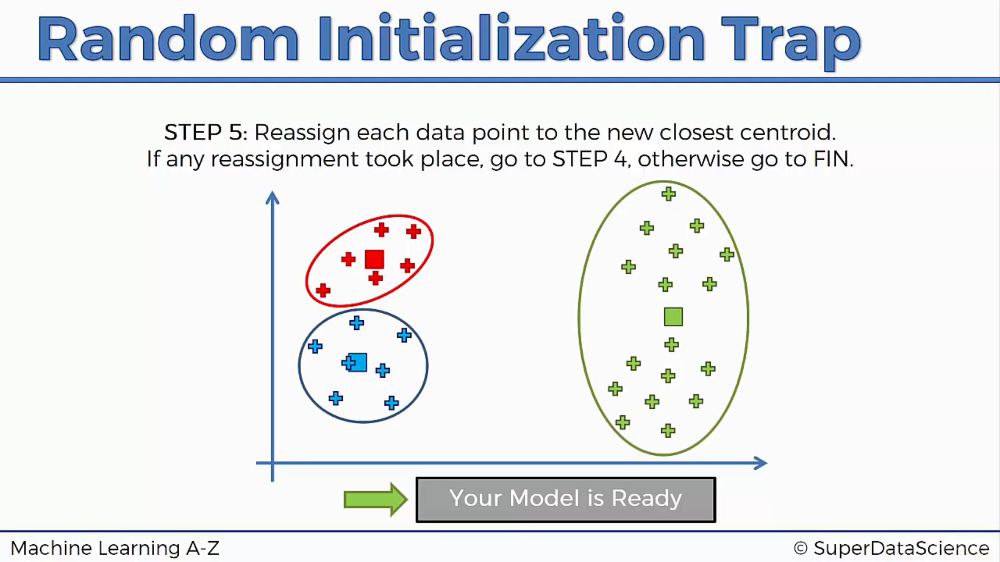 Random Initialization Trap
STEP 5: Reassign each data point to the new closest centroid.
If any reassignment took place, go to STEP 4, otherwise go to FIN.
Your Model is Ready
Machine Learning A-Z
© SuperDataScience